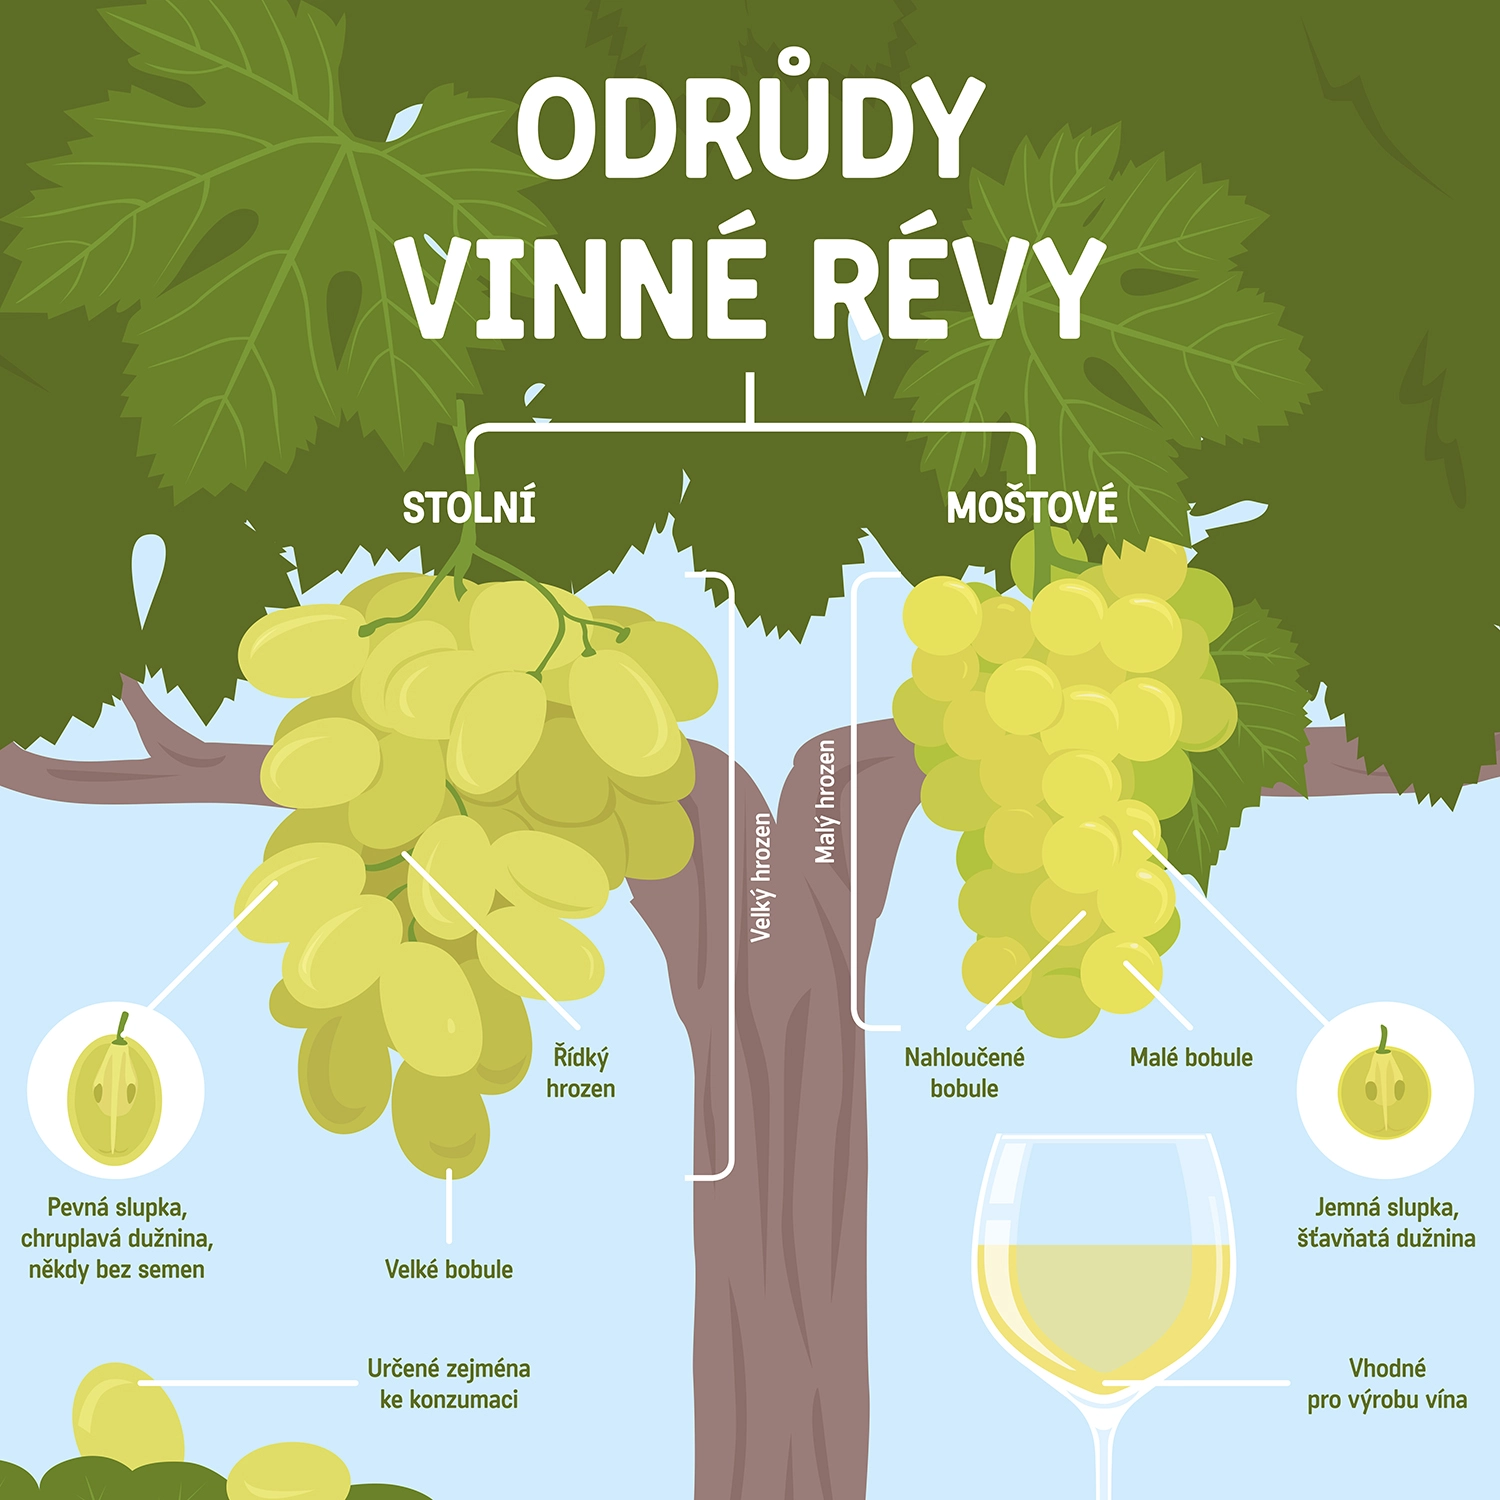 ODRŮDY
VINNÉ RÉVY
STOLNÍ
MOŠTOVÉ
Velký hrozen
Malý hrozen
Řídký
hrozen
Nahloučené
bobule
Malé bobule
Pevná slupka,
chruplavá dužnina,
někdy bez semen
Velké bobule
Jemná slupka,
šťavňatá dužnina
Určené zejména
ke konzumaci
Vhodné
pro výrobu vína